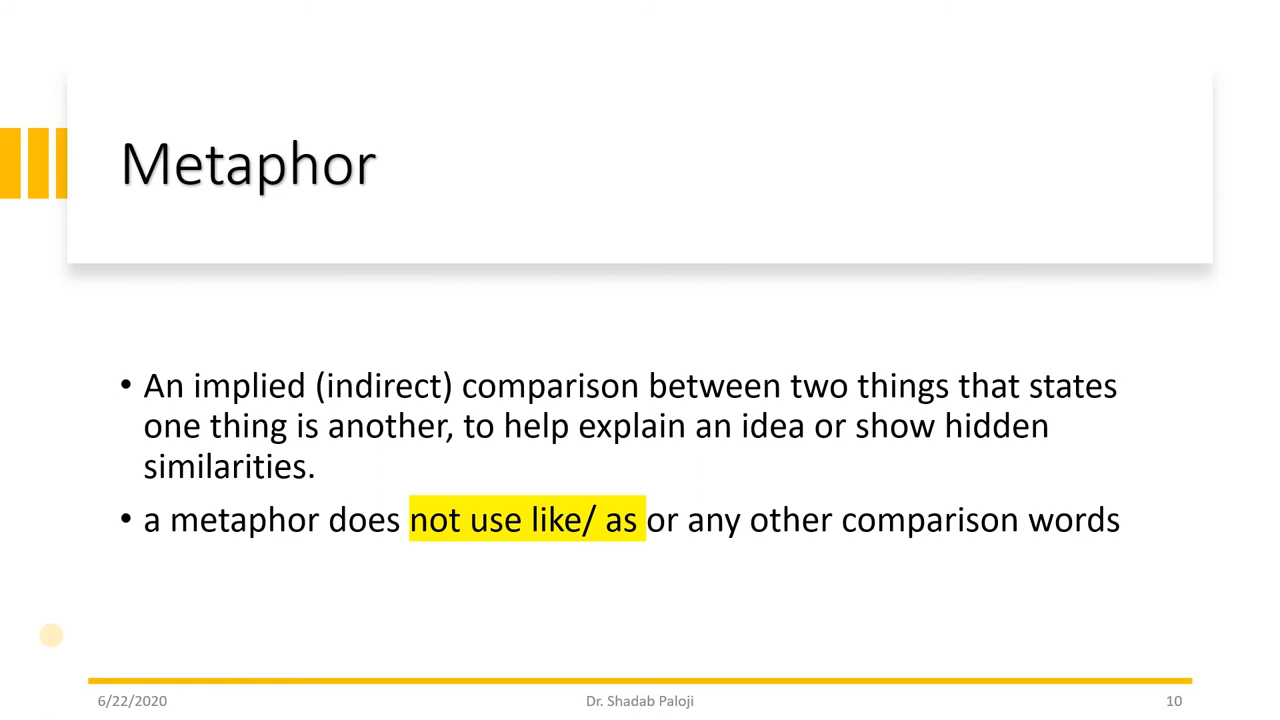 Metaphor
• An implied (indirect) comparison between two things that states
one thing is another, to help explain an idea or show hidden
similarities.
• a metaphor does not use like/ as or any other comparison words
6/22/2020
Dr. Shadab Paloji
10